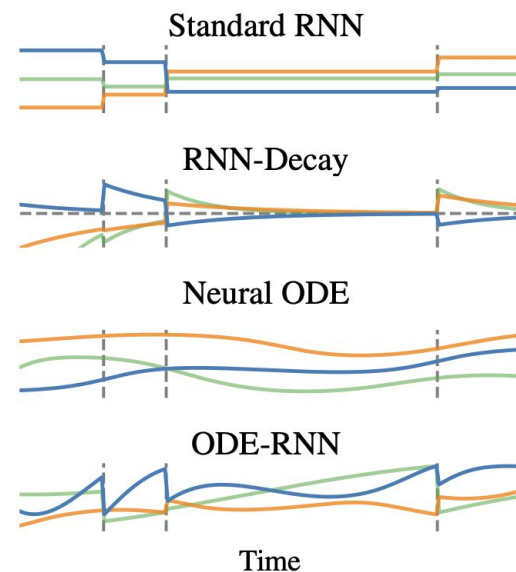 Standard RNN
RNN-Decay
Neural ODE
ODE-RNN
Time